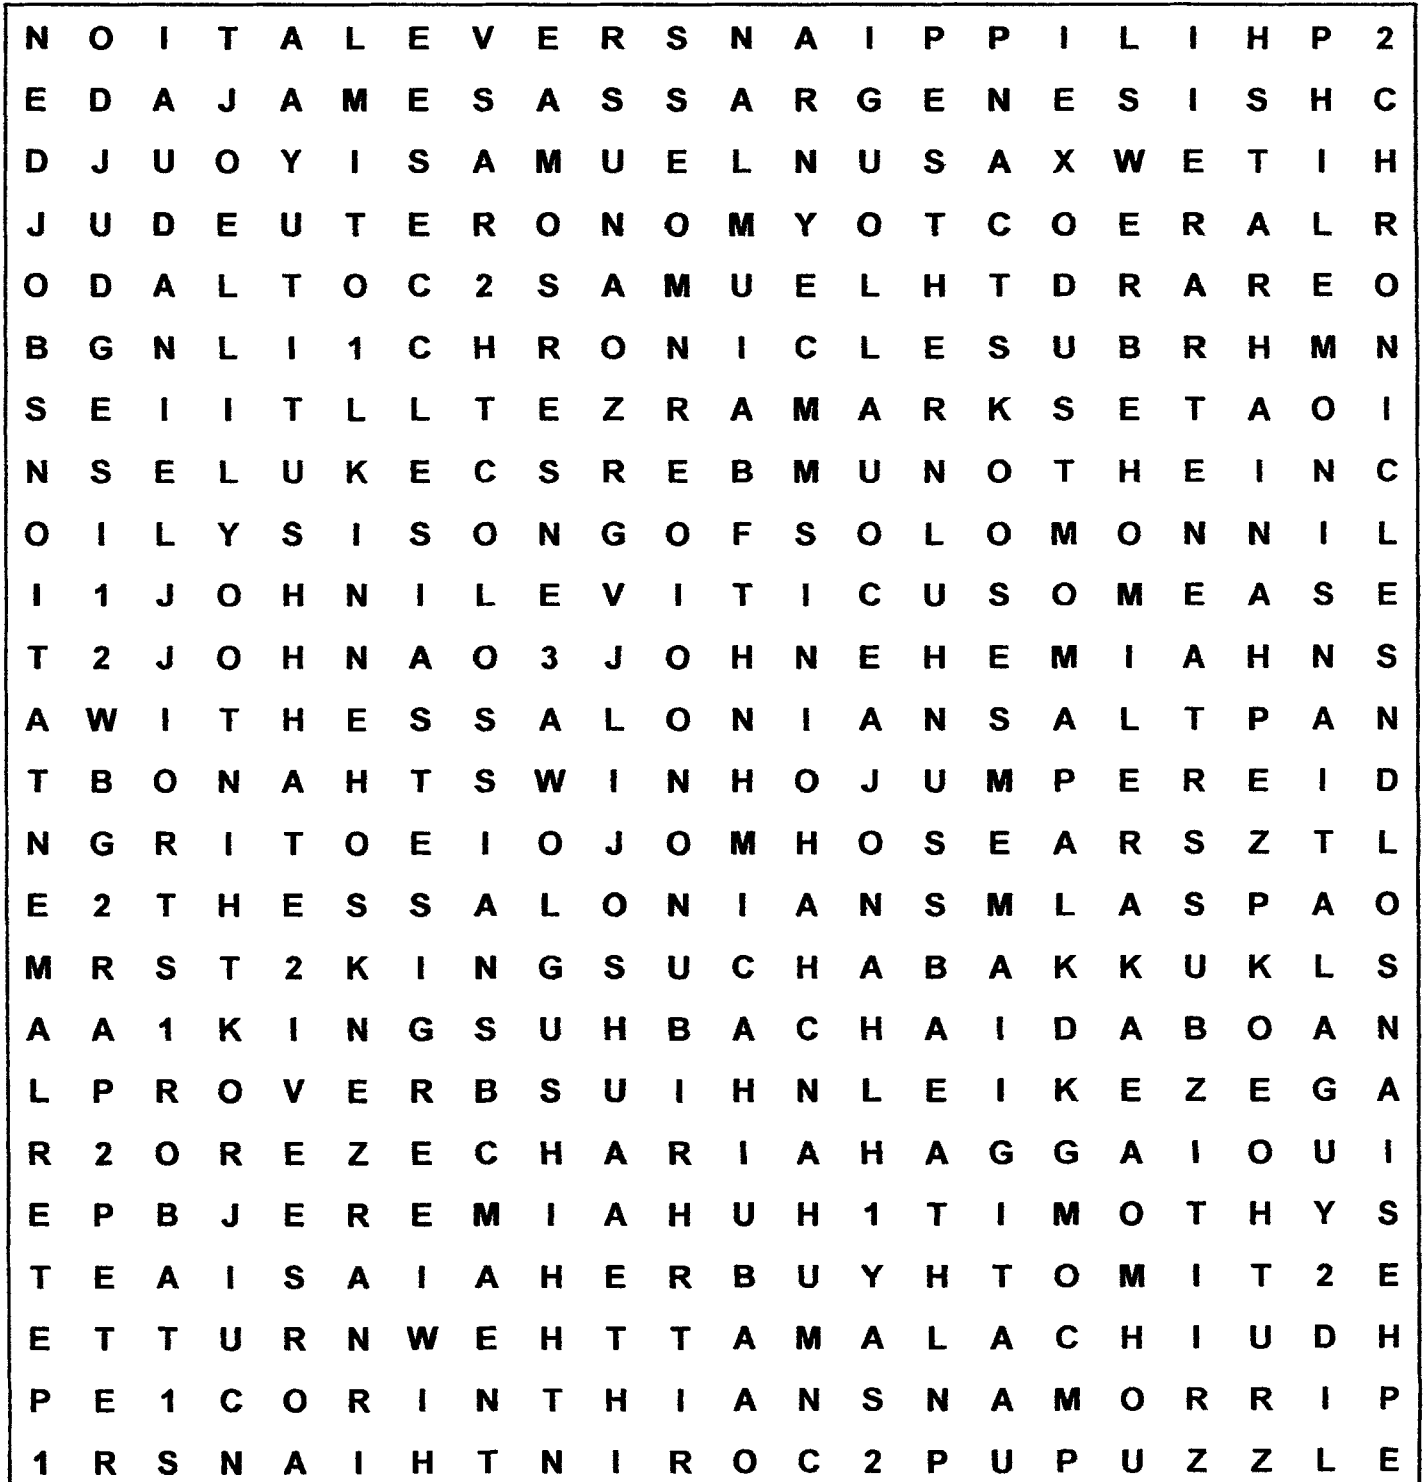 N O I T A L E V E R S N A I P P I L I H P 2
E D A J A M E S A S S A R G E N E S I S H C
D J U O Y I S A M U E L N U S A X W E T I H
J U D E U T E R O N O M Y O T C O E R A L R
O D A L T O C 2 S A M U E L H T D R A R E O
B G N L I 1 C H R O N I C L E S U B R H M N
S E I I T L L T E Z R A M A R K S E T A O I
N S E L U K E C S R E B M U N O T H E I N C
O I L Y S I S O N G O F S O L O M O N N I L
I 1 J O H N I L E V I T I C U S O M E A S E
T 2 J O H N A O 3 J O H N E H E M I A H N S
A W I T H E S S A L O N I A N S A L T P A N
T B O N A H T S W I N H O J U M P E R E I D
N G R I T O E I O J O M H O S E A R S Z T L
E 2 T H E S S A L O N I A N S M L A S P A O
M R S T 2 K I N G S U C H A B A K K U K L S
A A 1 K I N G S U H B A C H A I D A B O A N
L P R O V E R B S U I H N L E I K E Z E G A
R 2 O R E Z E C H A R I A H A G G A I O U I
E P B J E R E M I A H U H 1 T I M O T H Y S
T E A I S A I A H E R B U Y H T O M I T 2 E
E T T U R N W E H T T A M A L A C H I U D H
P E 1 C O R I N T H I A N S N A M O R R I P
1 R S N A I H T N I R O C 2 P U P U Z Z L E